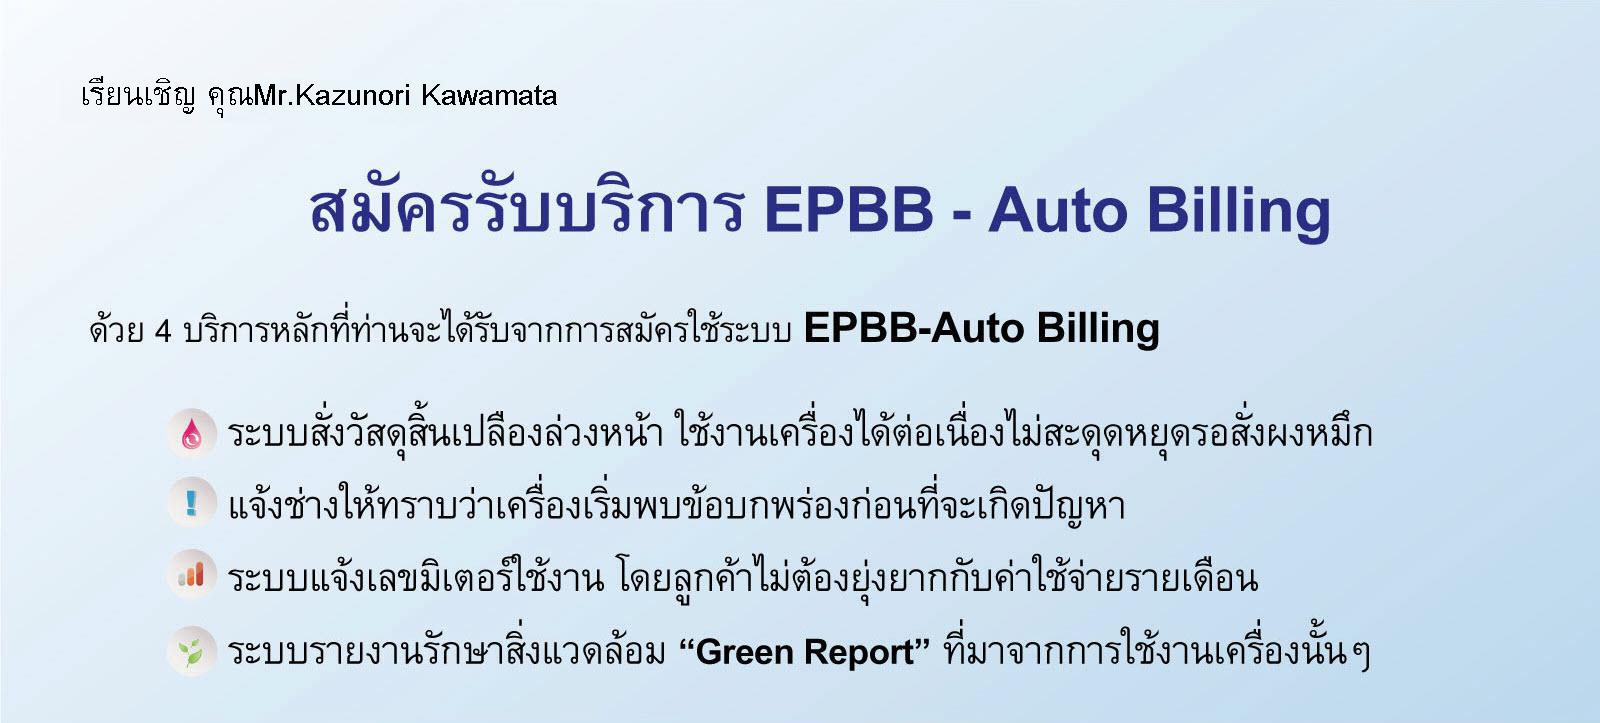 เรียนเชิญ คุณMr.Kazunori Kawamata
สมัครรับบริการ EPBB - Auto Billing
ด้วย 4 บริการหลักที่ท่านจะได้รับจากการสมัครใช้ระบบ EPBB-Auto Billing
ระบบสั่งวัสดุสิ้นเปลืองล่วงหน้า ใช้งานเครื่องได้ต่อเนื่องไม่สะดุดหยุดรอสั่งผงหมึก
แจ้งช่างให้ทราบว่าเครื่องเริ่มพบข้อบกพร่องก่อนที่จะเกิดปัญหา
ระบบแจ้งเลขมิเตอร์ใช้งาน โดยลูกค้าไม่ต้องยุ่งยากกับค่าใช้จ่ายรายเดือน
ระบบรายงานรักษาสิ่งแวดล้อม “Green Report” ที่มาจากการใช้งานเครื่องนั้นๆ